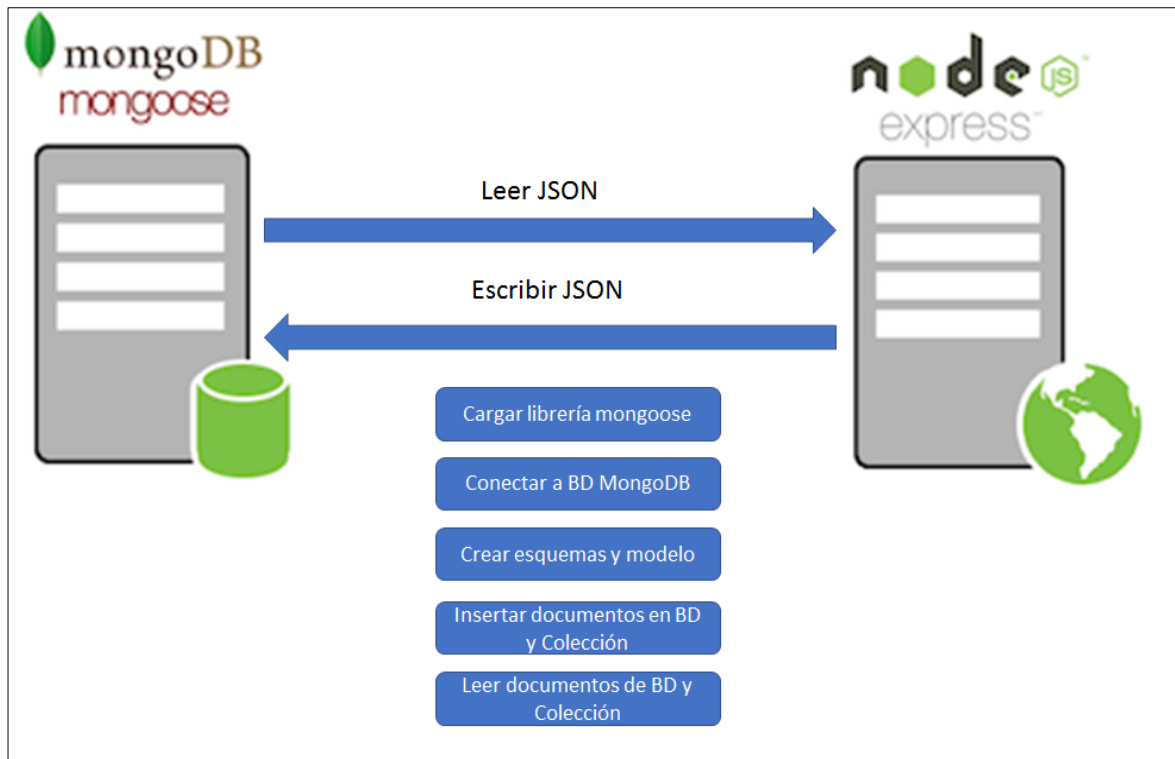 mongoDB
mongoose
node JS
express
Leer JSON
Escribir JSON
Cargar librería mongoose
Conectar a BD MongoDB
Crear esquemas y modelo
Insertar documentos en BD
y Colección
Leer documentos de BD y
Colección